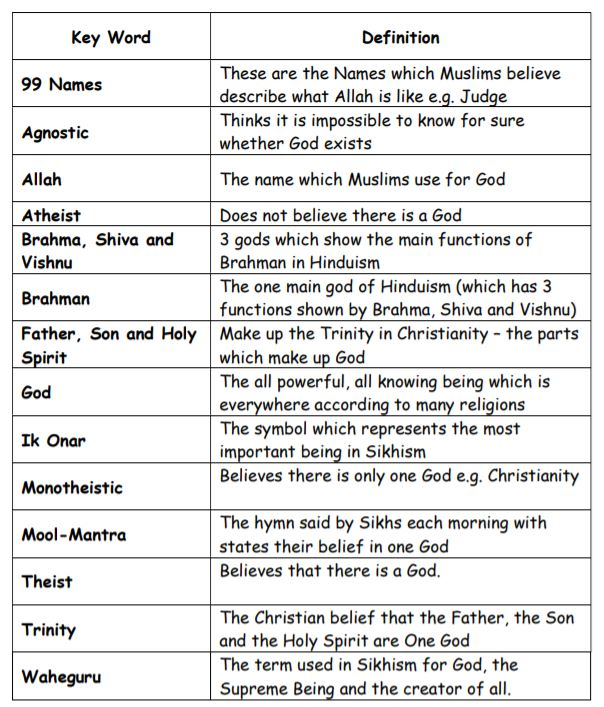 Key Word
Definition
99 Names
These are the Names which Muslims believe
describe what Allah is like e.g. Judge
Agnostic
Thinks it is impossible to know for sure
whether God exists
Allah
The name which Muslims use for God
Atheist
Does not believe there is a God
Brahma, Shiva and
Vishnu
3 gods which show the main functions of
Brahman in Hinduism
Brahman
The one main god of Hinduism (which has 3
functions shown by Brahma, Shiva and Vishnu)
Father, Son and Holy
Spirit
Make up the Trinity in Christianity – the parts
which make up God
God
The all powerful, all knowing being which is
everywhere according to many religions
Ik Onar
The symbol which represents the most
important being in Sikhism
Monotheistic
Believes there is only one God e.g. Christianity
Mool-Mantra
The hymn said by Sikhs each morning with
states their belief in one God
Theist
Believes that there is a God.
Trinity
The Christian belief that the Father, the Son
and the Holy Spirit are One God
Waheguru
The term used in Sikhism for God, the
Supreme Being and the creator of all.